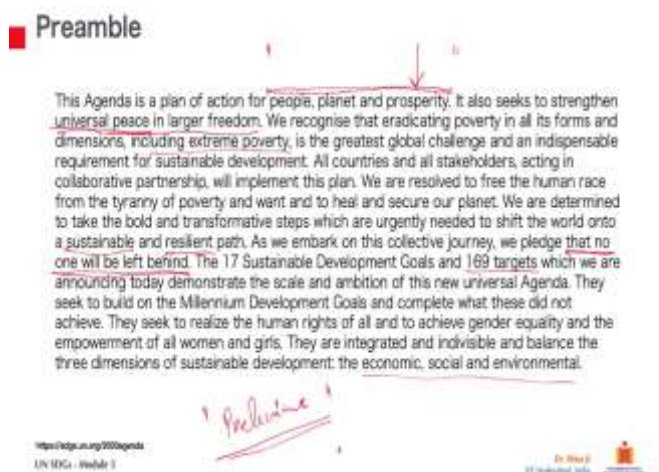 Preamble
This Agenda is a plan of action for people, planet and prosperity. It also seeks to strengthen
universal peace in larger freedom. We recognise that eradicating poverty in all its forms and
dimensions, including extreme poverty, is the greatest global challenge and an indispensable
requirement for sustainable development. All countries and all stakeholders, acting in
collaborative partnership, will implement this plan. We are resolved to free the human race
from the tyranny of poverty and want and to heal and secure our planet. We are determined
to take the bold and transformative steps which are urgently needed to shift the world onto
a sustainable and resilient path. As we embark on this collective journey, we pledge that no
one will be left behind. The 17 Sustainable Development Goals and 169 targets which we are
announcing today demonstrate the scale and ambition of this new universal Agenda. They
seek to build on the Millennium Development Goals and complete what these did not
achieve. They seek to realize the human rights of all and to achieve gender equality and the
empowerment of all women and girls. They are integrated and indivisible and balance the
three dimensions of sustainable development: the economic, social and environmental.
UN SDGs - Module 3